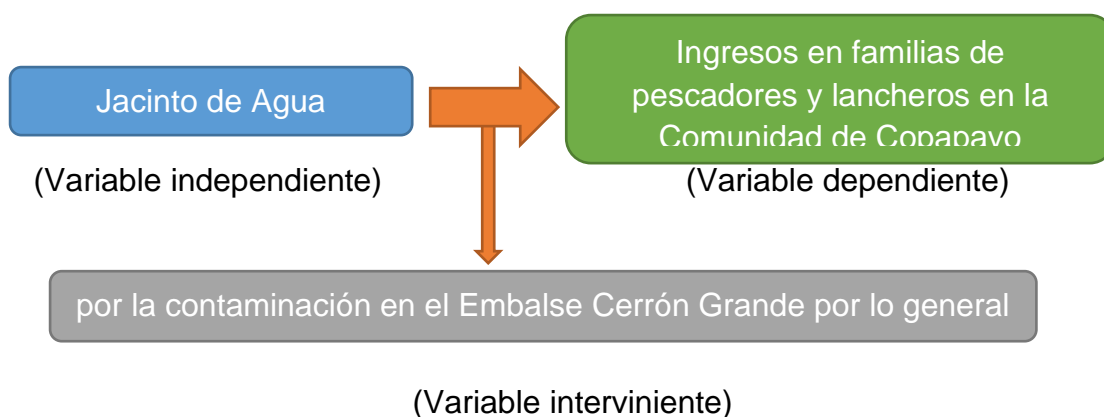 Jacinto de Agua
Ingresos en familias de
pescadores y lancheros en la
Comunidad de Copapayo
(Variable independiente)
(Variable dependiente)
por la contaminación en el Embalse Cerrón Grande por lo general
(Variable interviniente)